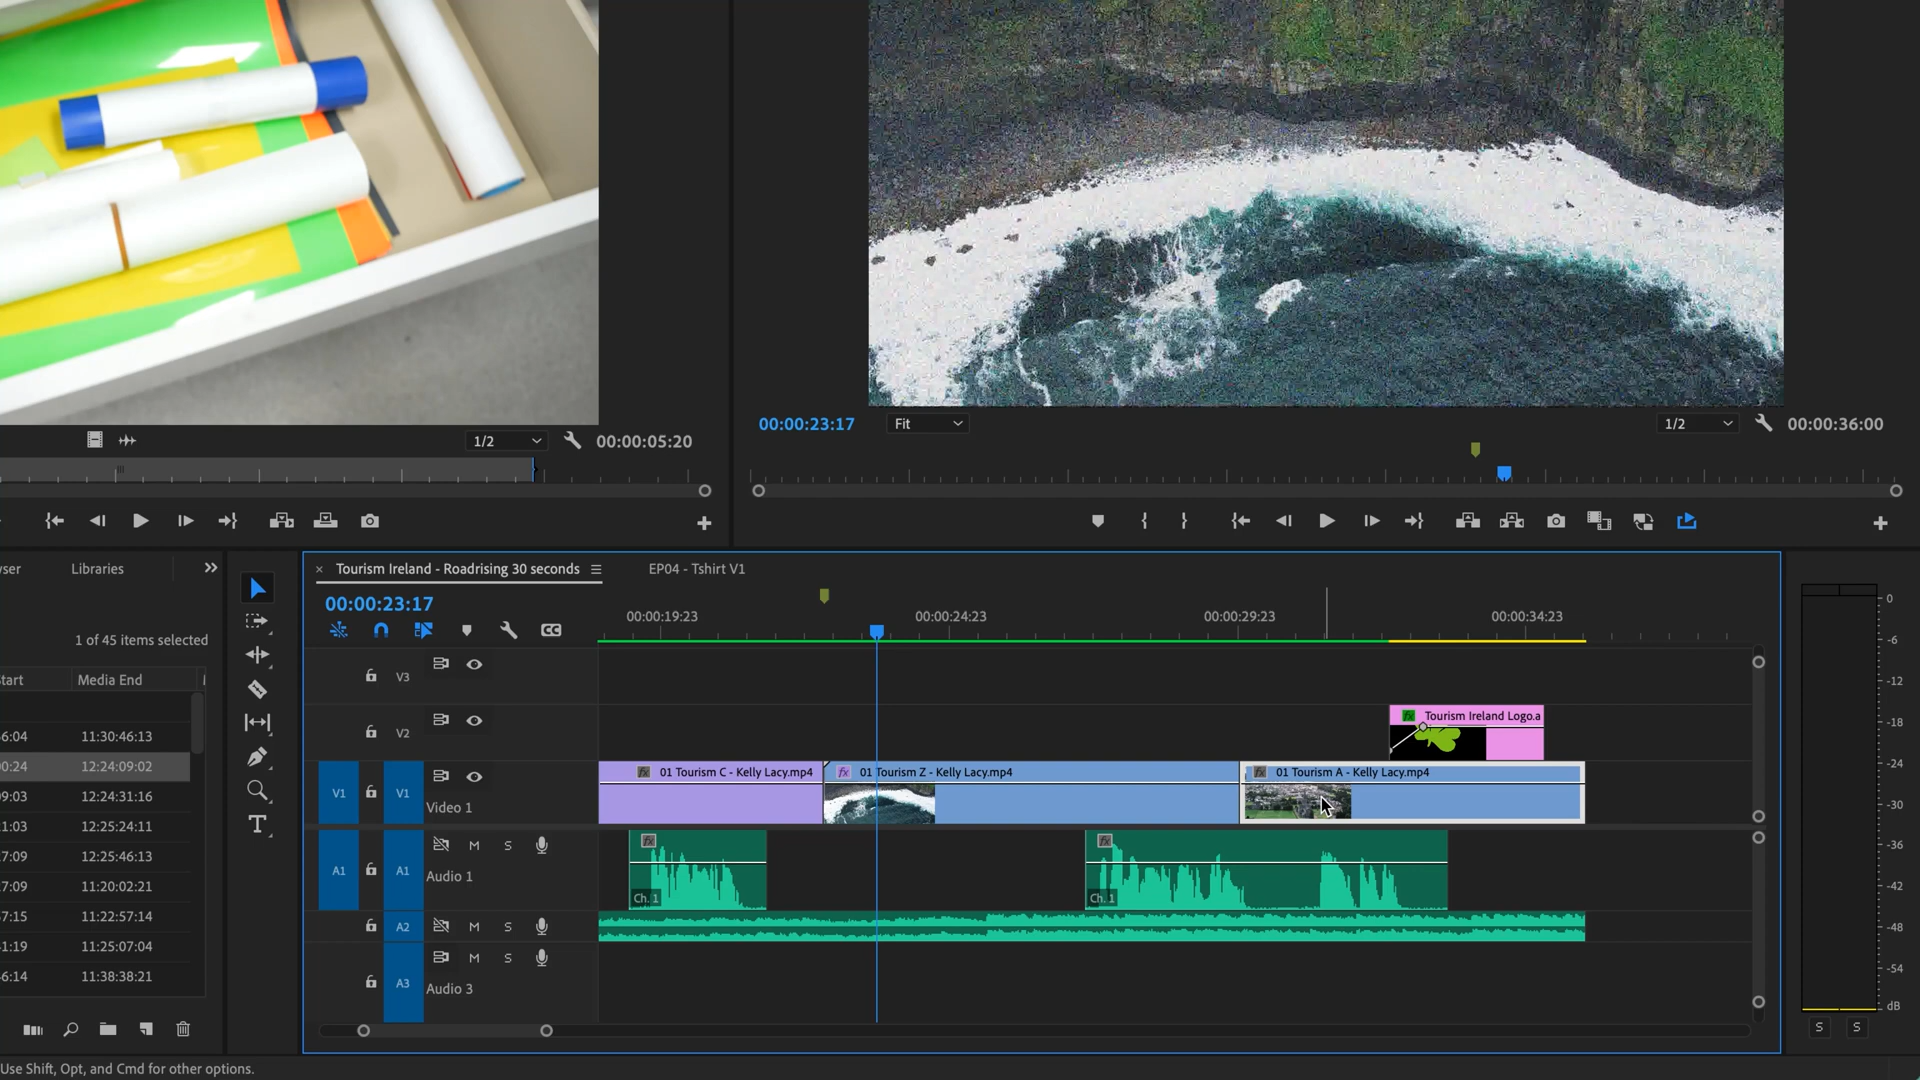 1/2
00:00:05:20
00:00:23:17
Fit
1/2
00:00:36:00
Libraries
1 of 45 items selected
Media End
11:30:46:13
12:24:09:02
12:24:31:16
12:25:24:11
12:25:46:13
11:20:02:21
11:22:57:14
11:25:07:04
11:38:38:21
Tourism Ireland - Roadrising 30 seconds
EP04 - Tshirt V1
00:00:23:17
00:00:19:23
00:00:24:23
00:00:29:23
00:00:34:23
CC
V3
V2
fx Tourism Ireland Logo.a
V1
V1
Video 1
fx 01 Tourism C - Kelly Lacy.mp4
fx 01 Tourism Z - Kelly Lacy.mp4
fx 01 Tourism A - Kelly Lacy.mp4
A1
A1
M S
Audio 1
fx
Ch. 1
fx
Ch. 1
A2
M S
A3
M S
Audio 3
0
-6
-12
-18
-24
-30
-36
-42
-48
-54
dB
S S
Use Shift, Opt, and Cmd for other options.